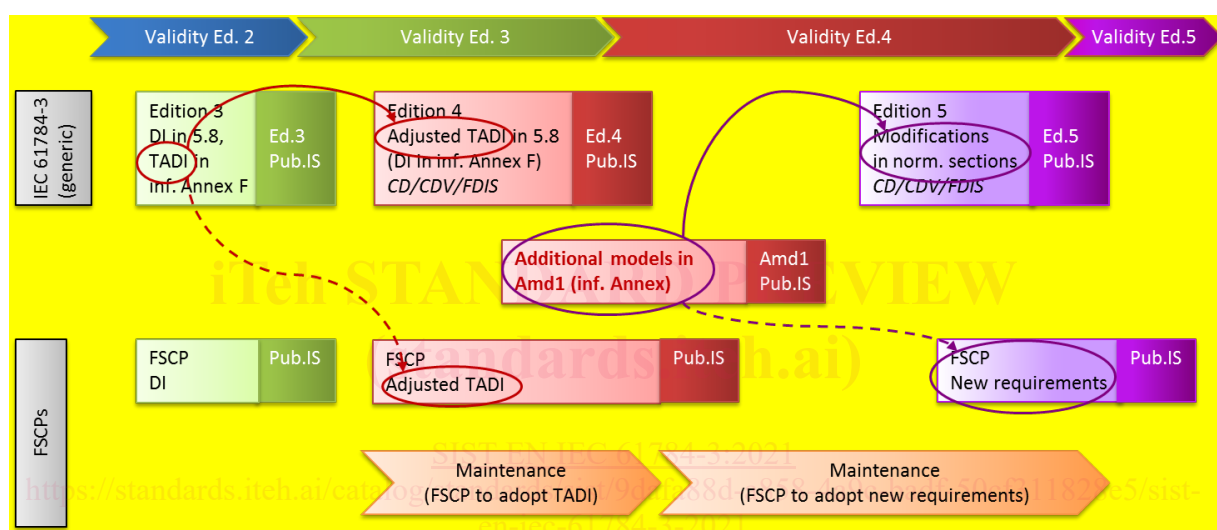 Validity Ed. 2
Validity Ed. 3
Validity Ed.4
Validity Ed.5
IEC 61784-3
(generic)
Edition 3
DI in 5.8,
TADI in
inf. Annex F
Ed.3
Pub.IS
Edition 4
Adjusted TADI in 5.8
(DI in inf. Annex F)
CD/CDV//FDIS
Ed.4
Pub.IS
Edition 5
Modifications
in norm. sections
CD/CDV//FDIS
Ed.5
Pub.IS
Additional models in
Amd1 (inf. Annex)
Amd1
Pub.IS
iTeh STANDARD PREVIEW
(standards.iteh.ai)
FSCPs
FSCP
DI
Pub.IS
FSCP
Adjusted TADI
Pub.IS
FSCP
New requirements
Pub.IS
SIST EN IEC 61784-3:2021
Maintenance
(FSCP to adopt TADI)
Maintenance
(FSCP to adopt new requirements)
en-iec-61784-3-2021